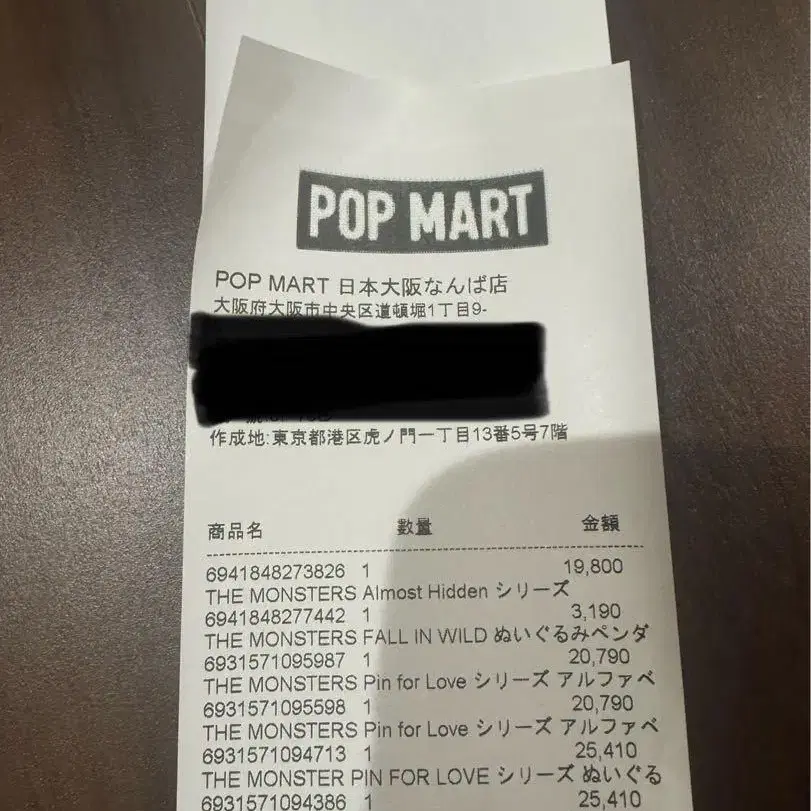 POP MART
POP MART 日本大阪なんば店
大阪府大阪市中央区道頓堀1丁目9-
作成地:東京都港区虎ノ門一丁目13番5号7階
商品名 數量 金額
6941848273826 1 19,800
THE MONSTERS Almost Hidden シリーズ
6941848277442 1 3,190
THE MONSTERS FALL IN WILD ぬいぐるみペンダ
6931571095987 1 20,790
THE MONSTERS Pin for Love シリーズ アルファベ
6931571095598 1 20,790
THE MONSTERS Pin for Love シリーズ アルファベ
6931571094713 1 25,410
THE MONSTER PIN FOR LOVE シリーズ ぬいぐる
6931571094386 1 25,410